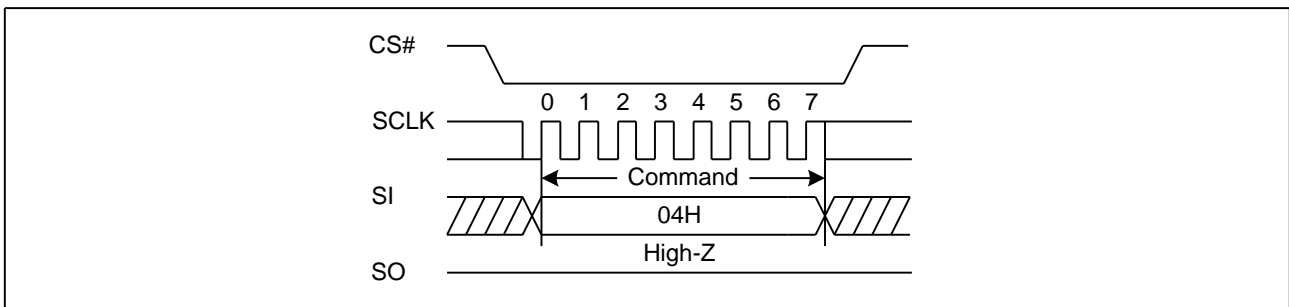 CS#
0 1 2 3 4 5 6 7
SCLK
Command
SI
04H
High-Z
SO